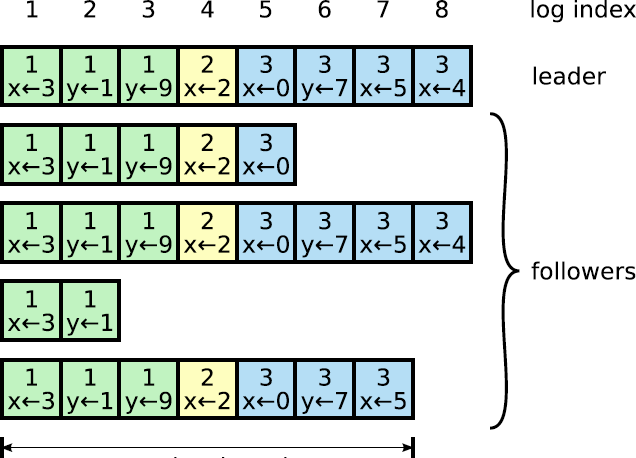 1 2 3 4 5 6 7 8 log index
1 1 1 2 3 3 3 3
x←3 y←1 y←9 x←2 x←0 y←7 x←5 x←4
leader
1 1 1 2 3
x←3 y←1 y←9 x←2 x←0
1 1 1 2 3 3 3 3
x←3 y←1 y←9 x←2 x←0 y←7 x←5 x←4
followers
1 1
x←3 y←1
1 1 1 2 3 3 3
x←3 y←1 y←9 x←2 x←0 y←7 x←5